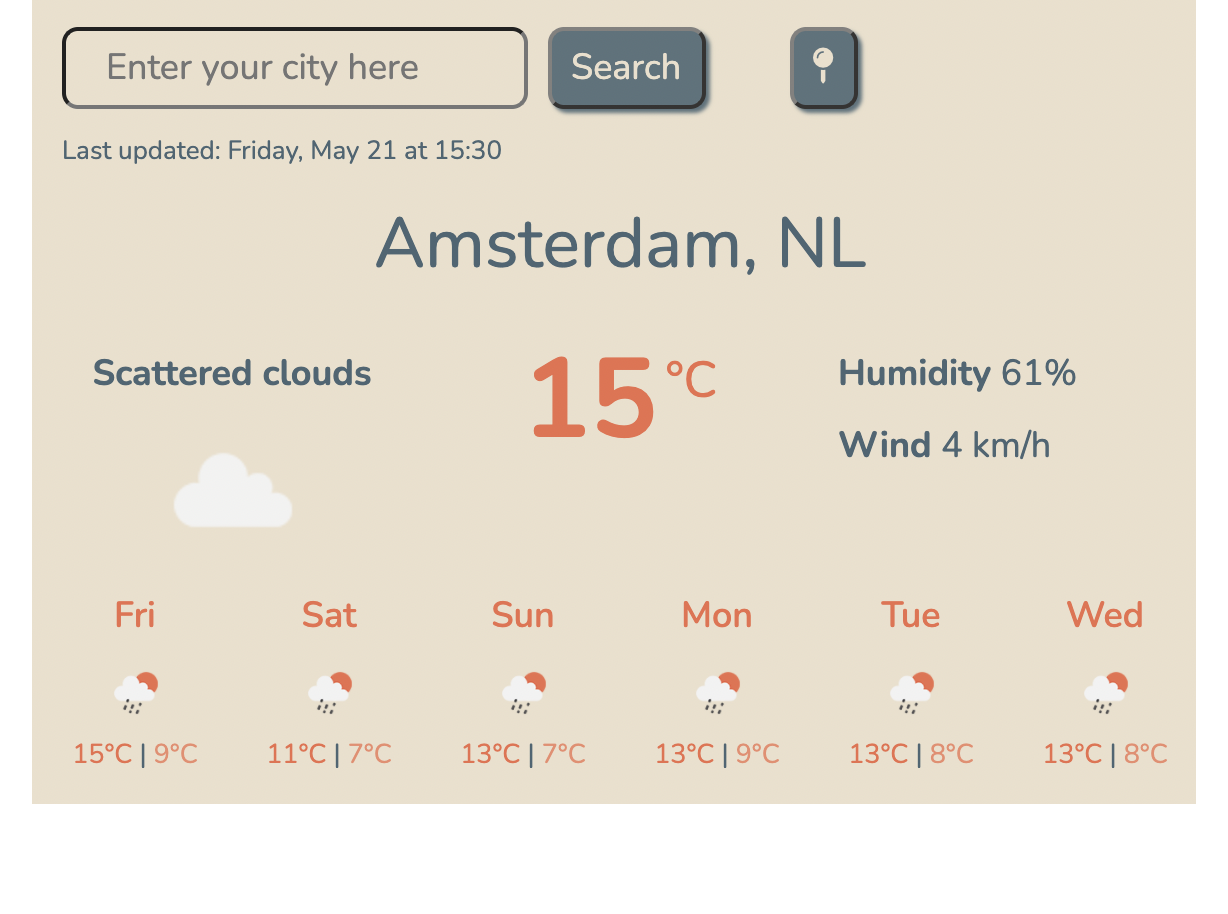 Enter your city here
Search
Last updated: Friday, May 21 at 15:30
Amsterdam, NL
Scattered clouds
15 °C
Humidity 61%
Wind 4 km/h
Fri Sat Sun Mon Tue Wed
15°C | 9°C 11°C | 7°C 13°C | 7°C 13°C | 9°C 13°C | 8°C 13°C | 8°C